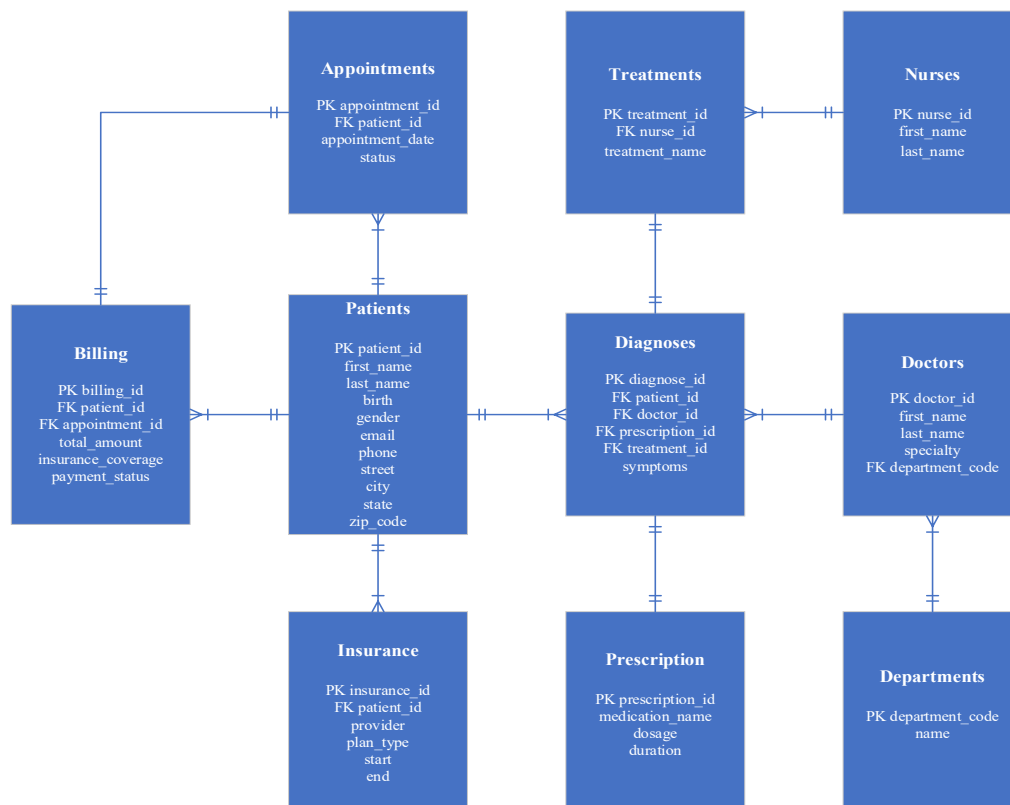 Appointments
PK appointment_id
FK patient_id
appointment_date
status
Treatments
PK treatment_id
FK nurse_id
treatment_name
Nurses
PK nurse_id
first_name
last_name
Billing
PK billing_id
FK patient_id
FK appointment_id
total_amount
insurance_coverage
payment_status
Patients
PK patient_id
first_name
last_name
birth
gender
email
phone
street
city
state
zip_code
Diagnoses
PK diagnose_id
FK patient_id
FK doctor_id
FK prescription_id
FK treatment_id
symptoms
Doctors
PK doctor_id
first_name
last_name
specialty
FK department_code
Insurance
PK insurance_id
FK patient_id
provider
plan_type
start
end
Prescription
PK prescription_id
medication_name
dosage
duration
Departments
PK department_code
name